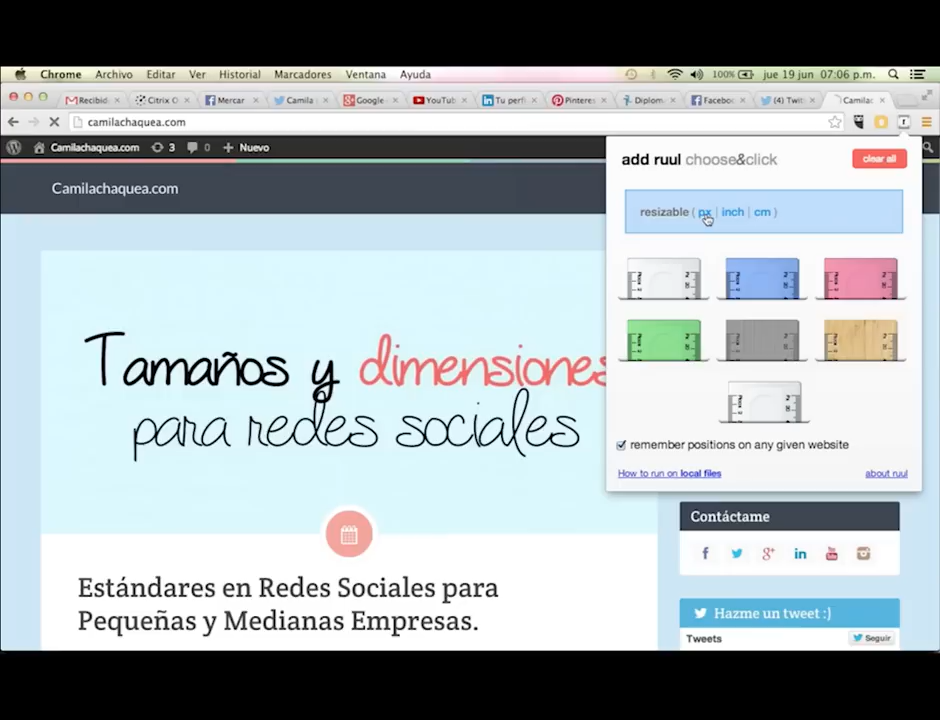 Chrome Archivo Editar Ver Historial Marcadores Ventana Ayuda 100% jue 19 jun 07:06 p.m.
Recibid Citrix O Mercar Camila Google YouTub Tu perfi Pinteres Diplom Faceboo (4) Twitt Camilac
camilachaquea.com
Camilachaquea.com 3 0 + Nuevo
Camilachaquea.com
add ruul choose&click
clear all
resizable ( px | inch | cm )
Tamaños y dimensiones
para redes sociales
remember positions on any given website
How to run on local files
about ruul
Contáctame
Estándares en Redes Sociales para
Pequeñas y Medianas Empresas.
Hazme un tweet :)
Tweets
Seguir